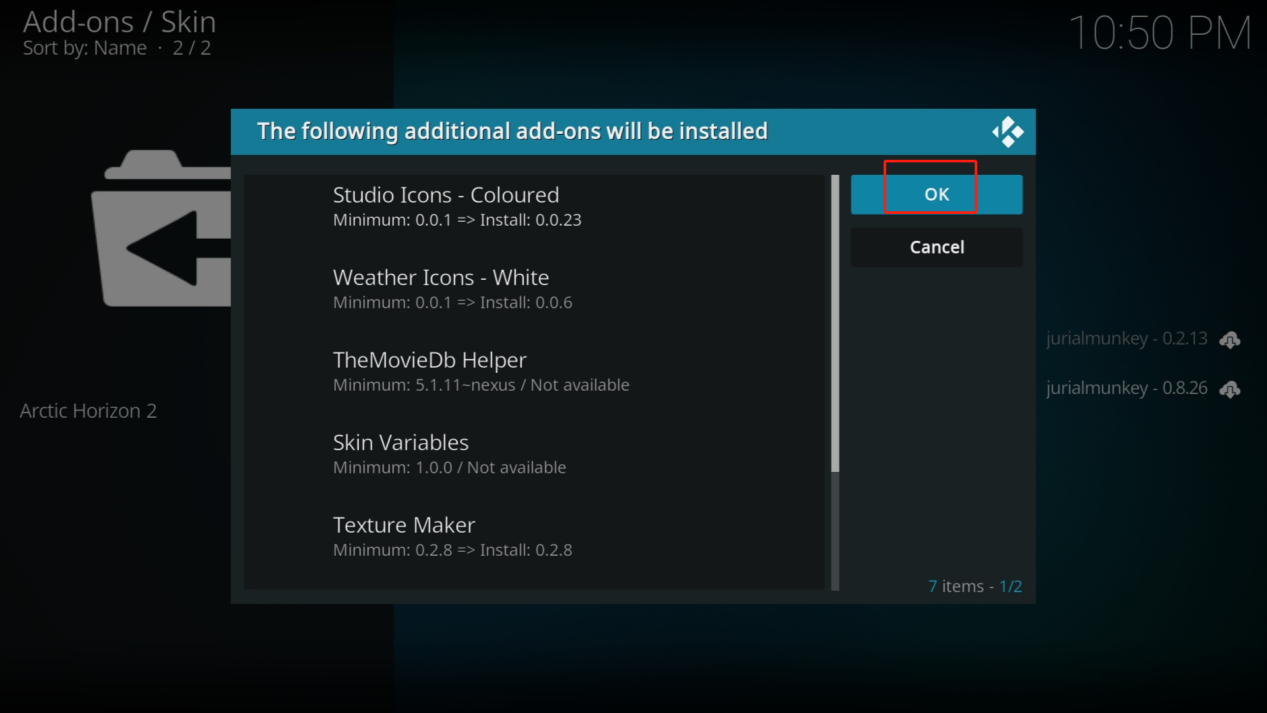 Add-ons / Skin
Sort by: Name · 2 / 2
10:50 PM
The following additional add-ons will be installed
Studio Icons - Coloured
Minimum: 0.0.1 => Install: 0.0.23
Weather Icons - White
Minimum: 0.0.1 => Install: 0.0.6
TheMovieDb Helper
Minimum: 5.1.11~nexus / Not available
Skin Variables
Minimum: 1.0.0 / Not available
Texture Maker
Minimum: 0.2.8 => Install: 0.2.8
OK
Cancel
7 items - 1/2
jurialmunkey - 0.2.13
jurialmunkey - 0.8.26
Arctic Horizon 2